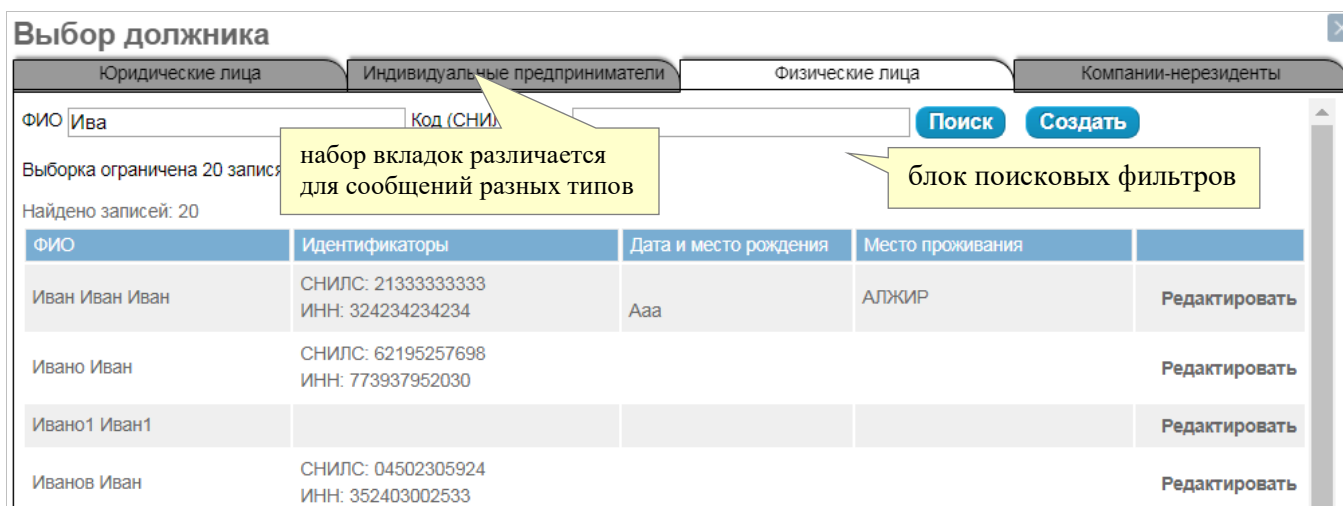 Выбор должника
Юридические лица Индивидуальные предприниматели Физические лица Компании-нерезиденты
ФИО Ива Код (СНИЛ Поиск Создать
набор вкладок различается
для сообщений разных типов
блок поисковых фильтров
Выборка ограничена 20 запися
Найдено записей: 20
ФИО Идентификаторы Дата и место рождения Место проживания
Иван Иван Иван СНИЛС: 21333333333
ИНН: 324234234234 Ааа АЛЖИР Редактировать
Ивано Иван СНИЛС: 62195257698
ИНН: 773937952030 Редактировать
Ивано1 Иван1 Редактировать
Иванов Иван СНИЛС: 04502305924
ИНН: 352403002533 Редактировать